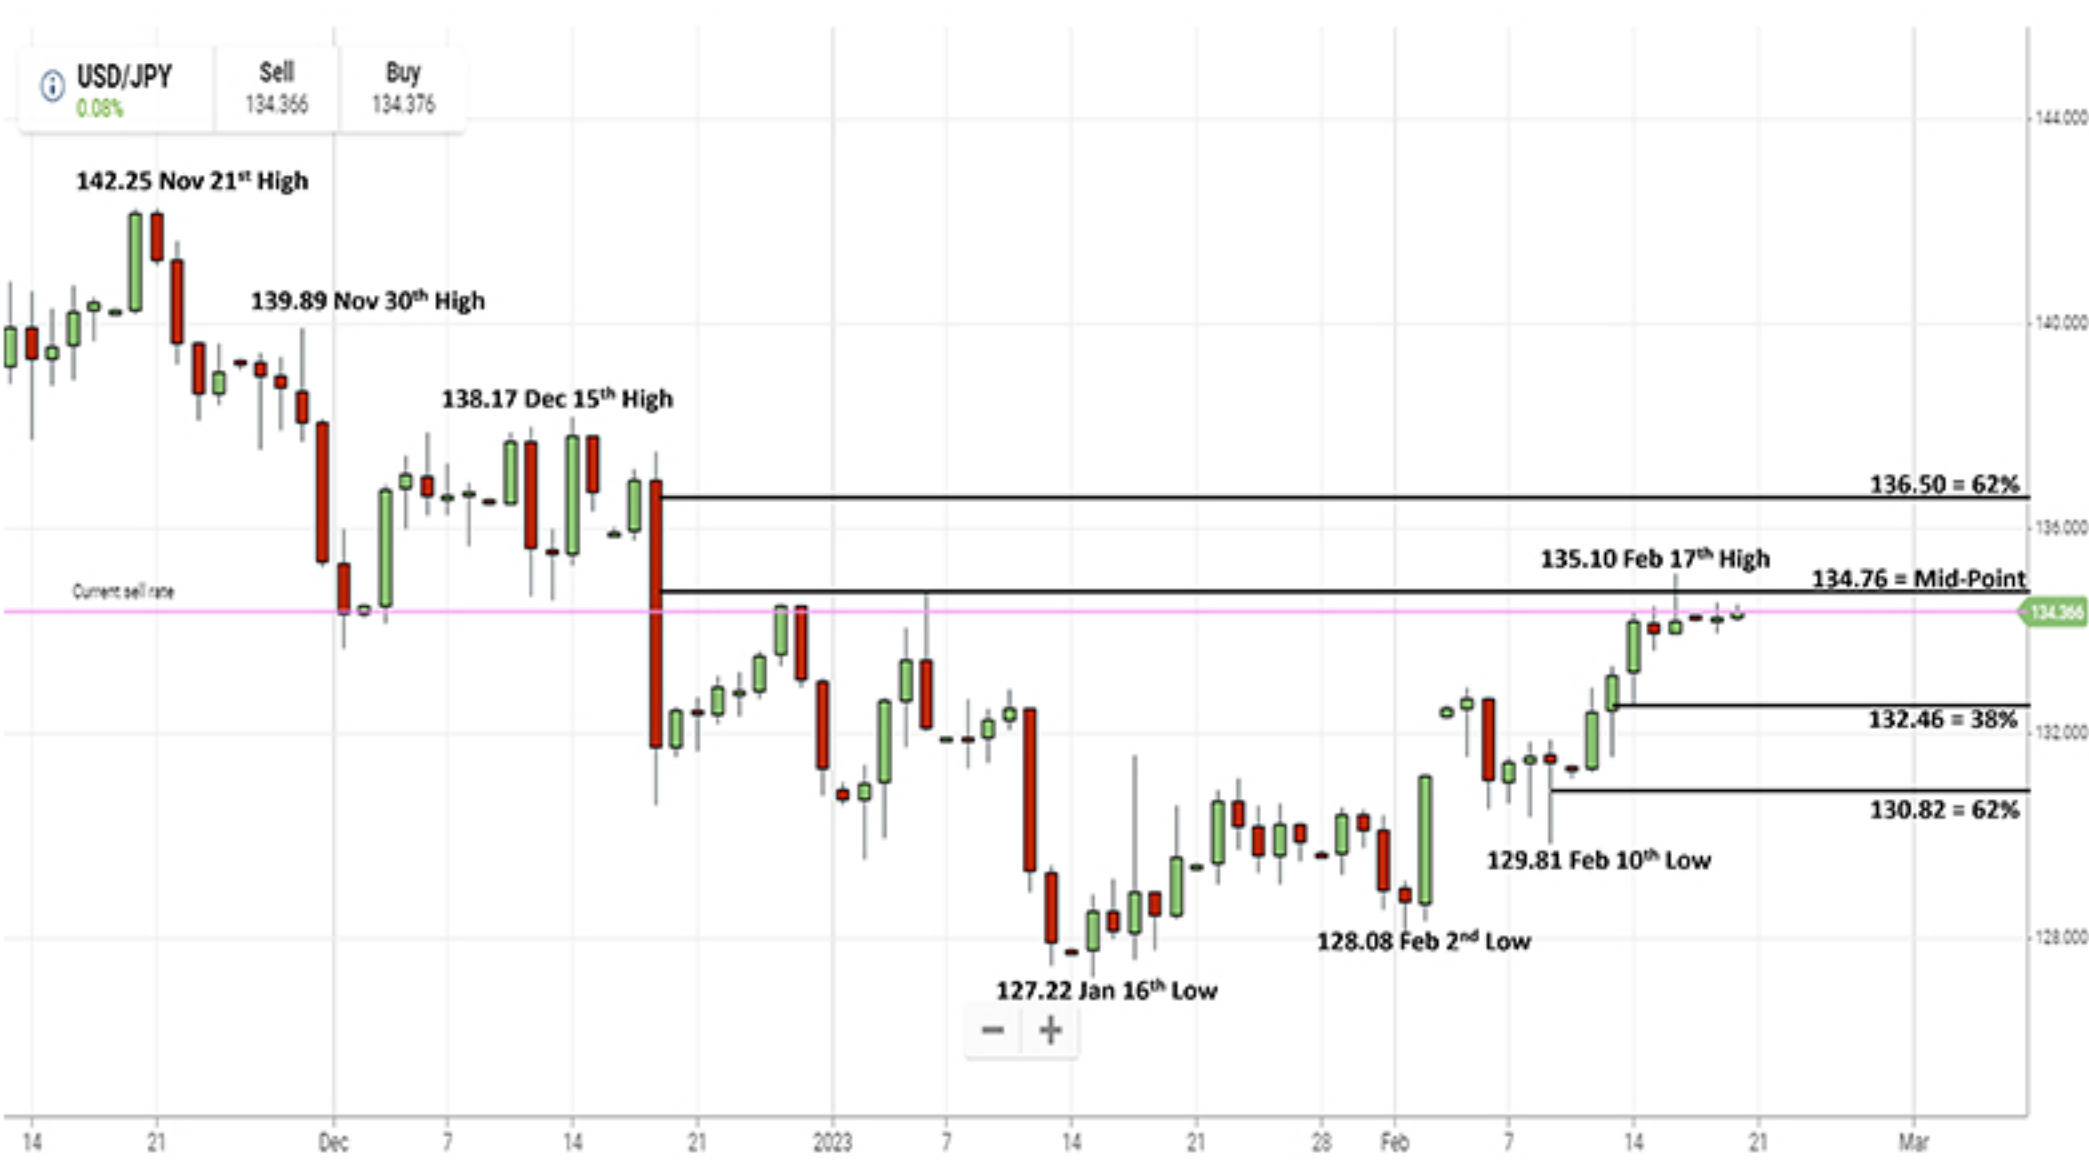 USD/JPY
0.08%
Sell
134.366
Buy
134.376
144.000
142.25 Nov 21st High
139.89 Nov 30th High
140.000
138.17 Dec 15th High
136.50 = 62%
136.000
135.10 Feb 17th High
134.76 = Mid-Point
Current sell rate
134.366
132.46 = 38%
132.000
130.82 = 62%
129.81 Feb 10th Low
128.08 Feb 2nd Low
128.000
127.22 Jan 16th Low
14 21 Dec 7 14 21 2023 7 14 21 28 Feb 7 14 21 Mar